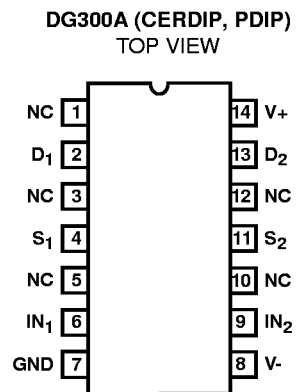 DG300A (CERDIP, PDIP)
TOP VIEW
NC 1 14 V+
D1 2 13 D2
NC 3 12 NC
S1 4 11 S2
NC 5 10 NC
IN1 6 9 IN2
GND 7 8 V-